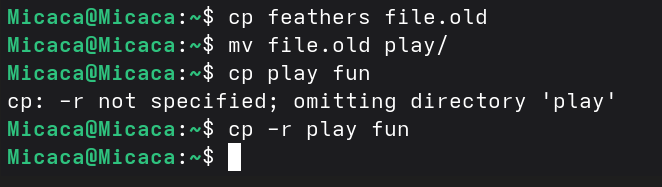 Micaca@Micaca:~$ cp feathers file.old
Micaca@Micaca:~$ mv file.old play/
Micaca@Micaca:~$ cp play fun
cp: -r not specified; omitting directory 'play'
Micaca@Micaca:~$ cp -r play fun
Micaca@Micaca:~$